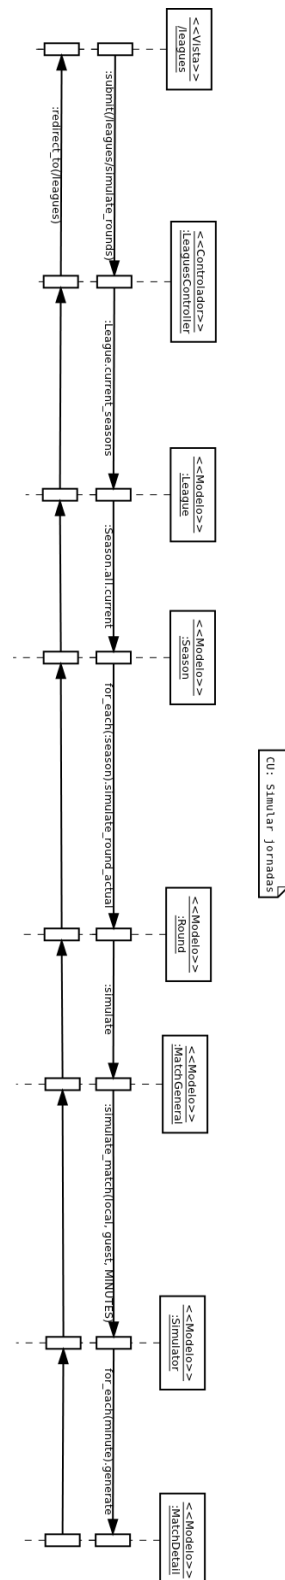 CU: Simular jornadas
<<Vista>>
/leagues
<<Controlador>>
:LeaguesController
<<Modelo>>
:League
<<Modelo>>
:Season
<<Modelo>>
:Round
<<Modelo>>
:MatchGeneral
<<Modelo>>
:Simulator
<<Modelo>>
:MatchDetail
:submit(/leagues/simulate_rounds)
:League.current_seasons
:Season.all.current
for_each(:season).simulate_round_actual
:simulate
:simulate_match(local, guest, MINUTES)
for_each(minute).generate
:redirect_to(/leagues)